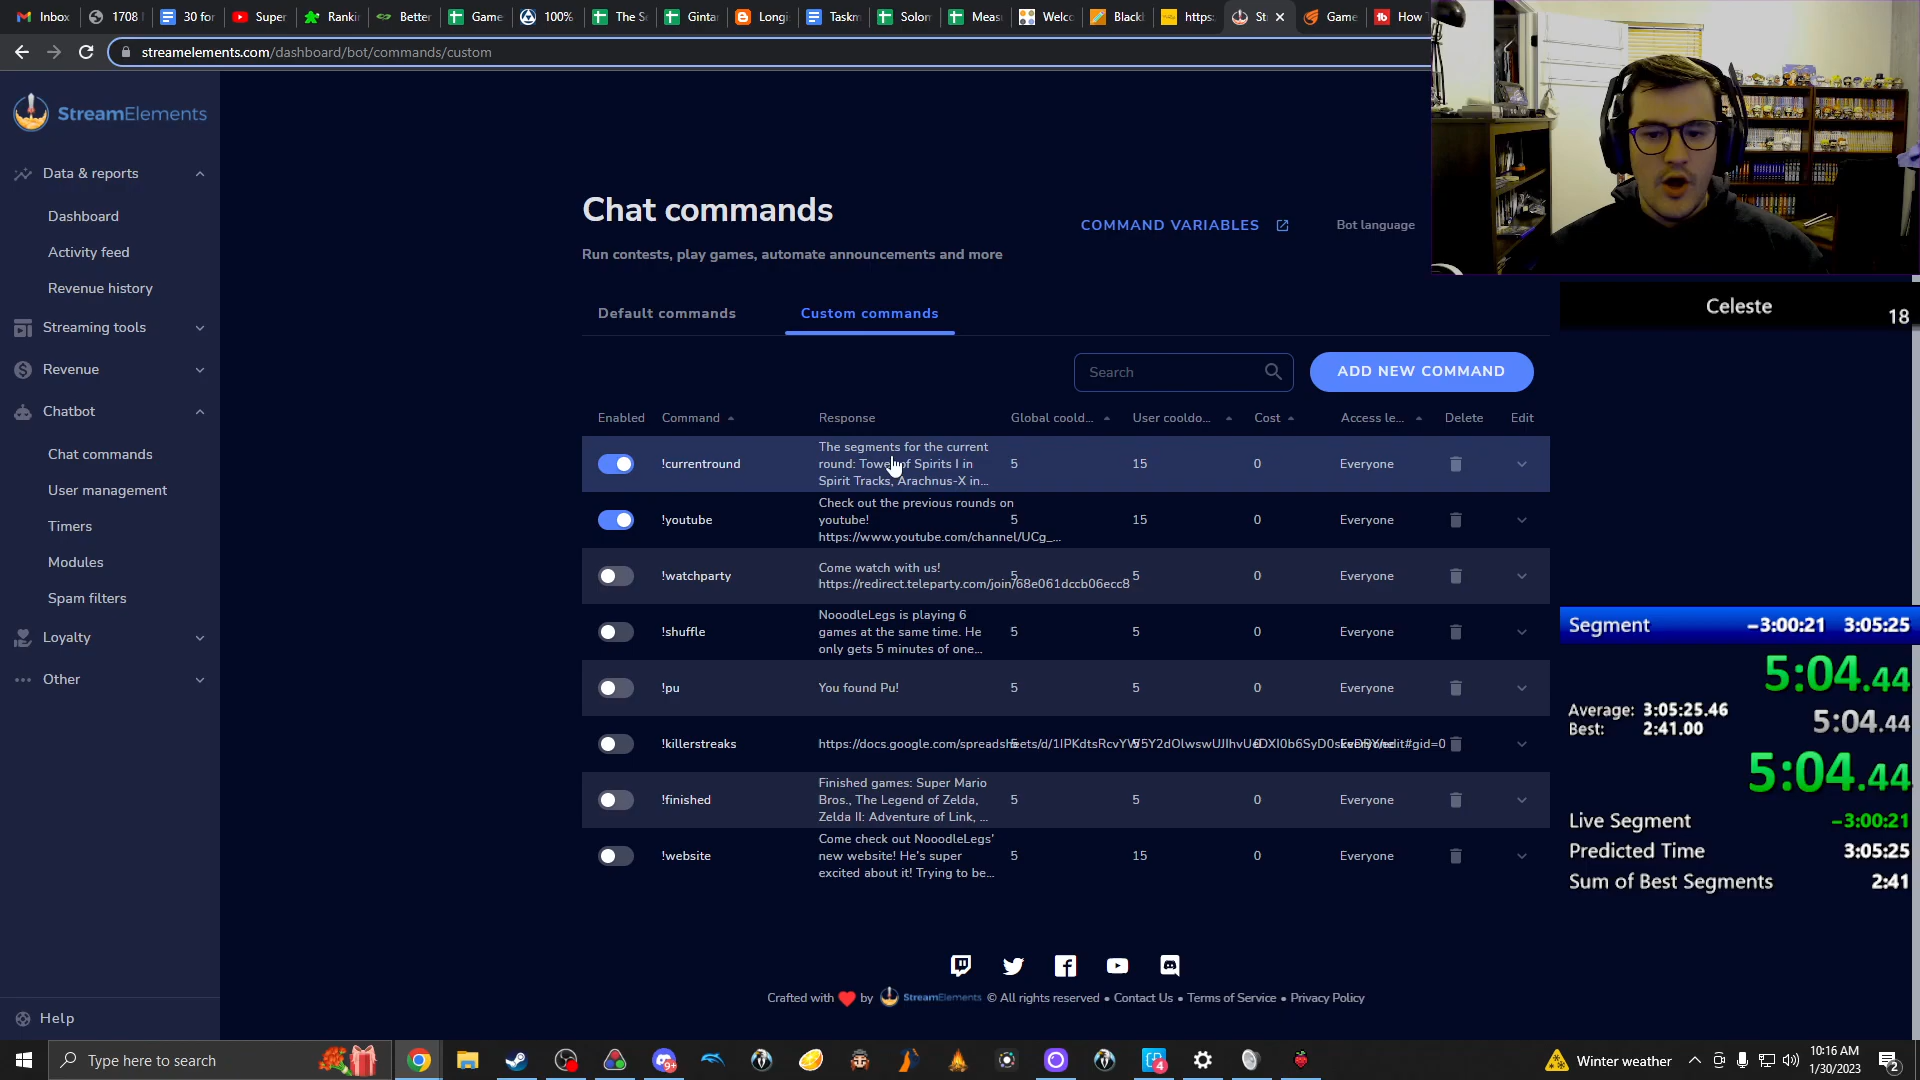 Inbox
1708
30 for
Super
Rankin
Better
Game
100%
The Se
Gintar
Longi
Taskm
Solom
Meas
Welco
Black
https:
St
Game
How
streamelements.com/dashboard/bot/commands/custom
StreamElements
Data & reports
Dashboard
Activity feed
Revenue history
Streaming tools
Revenue
Chatbot
Chat commands
User management
Timers
Modules
Spam filters
Loyalty
Other
Help
Chat commands
Run contests, play games, automate announcements and more
COMMAND VARIABLES
Bot language
Default commands
Custom commands
Search
ADD NEW COMMAND
Enabled Command Response Global coold... User cooldo... Cost Access le... Delete Edit
!currentround
The segments for the current
round: Tower of Spirits I in
Spirit Tracks, Arachnus-X in...
5 15 0 Everyone
!youtube
Check out the previous rounds on
youtube!
https://www.youtube.com/channel/UCg_...
5 15 0 Everyone
!watchparty
Come watch with us!
https://redirect.teleparty.com/join/68e061dccb06ecc8
5 5 0 Everyone
!shuffle
NooodleLegs is playing 6
games at the same time. He
only gets 5 minutes of one...
5 5 0 Everyone
!pu
You found Pu!
5 5 0 Everyone
!killerstreaks
!finished
Finished games: Super Mario
Bros., The Legend of Zelda,
Zelda II: Adventure of Link, ...
5 5 0 Everyone
!website
Come check out NooodleLegs'
new website! He's super
excited about it! Trying to be...
5 15 0 Everyone
Crafted with by StreamElements © All rights reserved • Contact Us • Terms of Service • Privacy Policy
Celeste
18
Segment −3:00:21 3:05:25
5:04.44
Average: 3:05:25.46
Best: 2:41.00
5:04.44
5:04.44
Live Segment −3:00:21
Predicted Time 3:05:25
Sum of Best Segments 2:41
Type here to search
9+
4
Winter weather
10:16 AM
1/30/2023
2